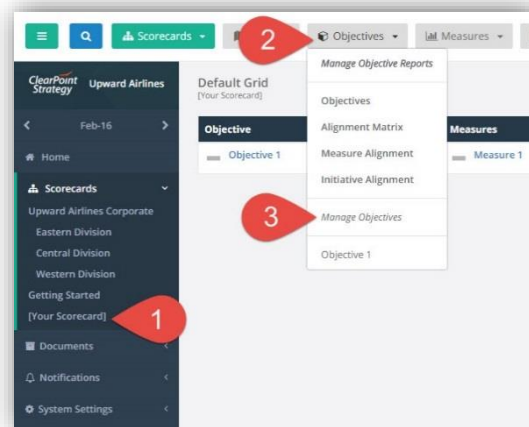 Scorecards
2
Objectives
Measures
ClearPoint
Strategy
Upward Airlines
Default Grid
[Your Scorecard]
Manage Objective Reports
Feb-16
Objective
Objectives
Measures
Home
Objective 1
Alignment Matrix
Measure 1
Measure Alignment
Scorecards
Initiative Alignment
Upward Airlines Corporate
Eastern Division
3
Manage Objectives
Central Division
Western Division
Objective 1
Getting Started
[Your Scorecard]
1
Documents
Notifications
System Settings